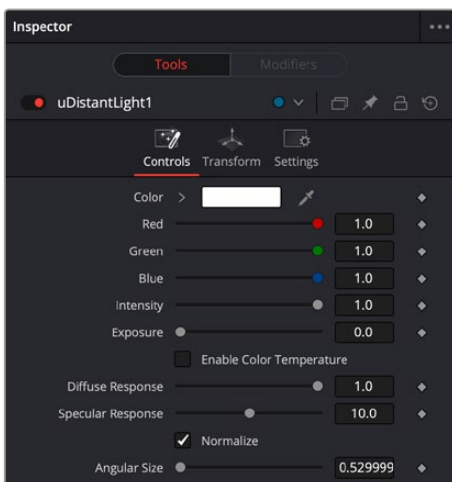 Inspector
Tools Modifiers
uDistantLight1
Controls Transform Settings
Color
Red 1.0
Green 1.0
Blue 1.0
Intensity 1.0
Exposure 0.0
Enable Color Temperature
Diffuse Response 1.0
Specular Response 10.0
Normalize
Angular Size 0.529999